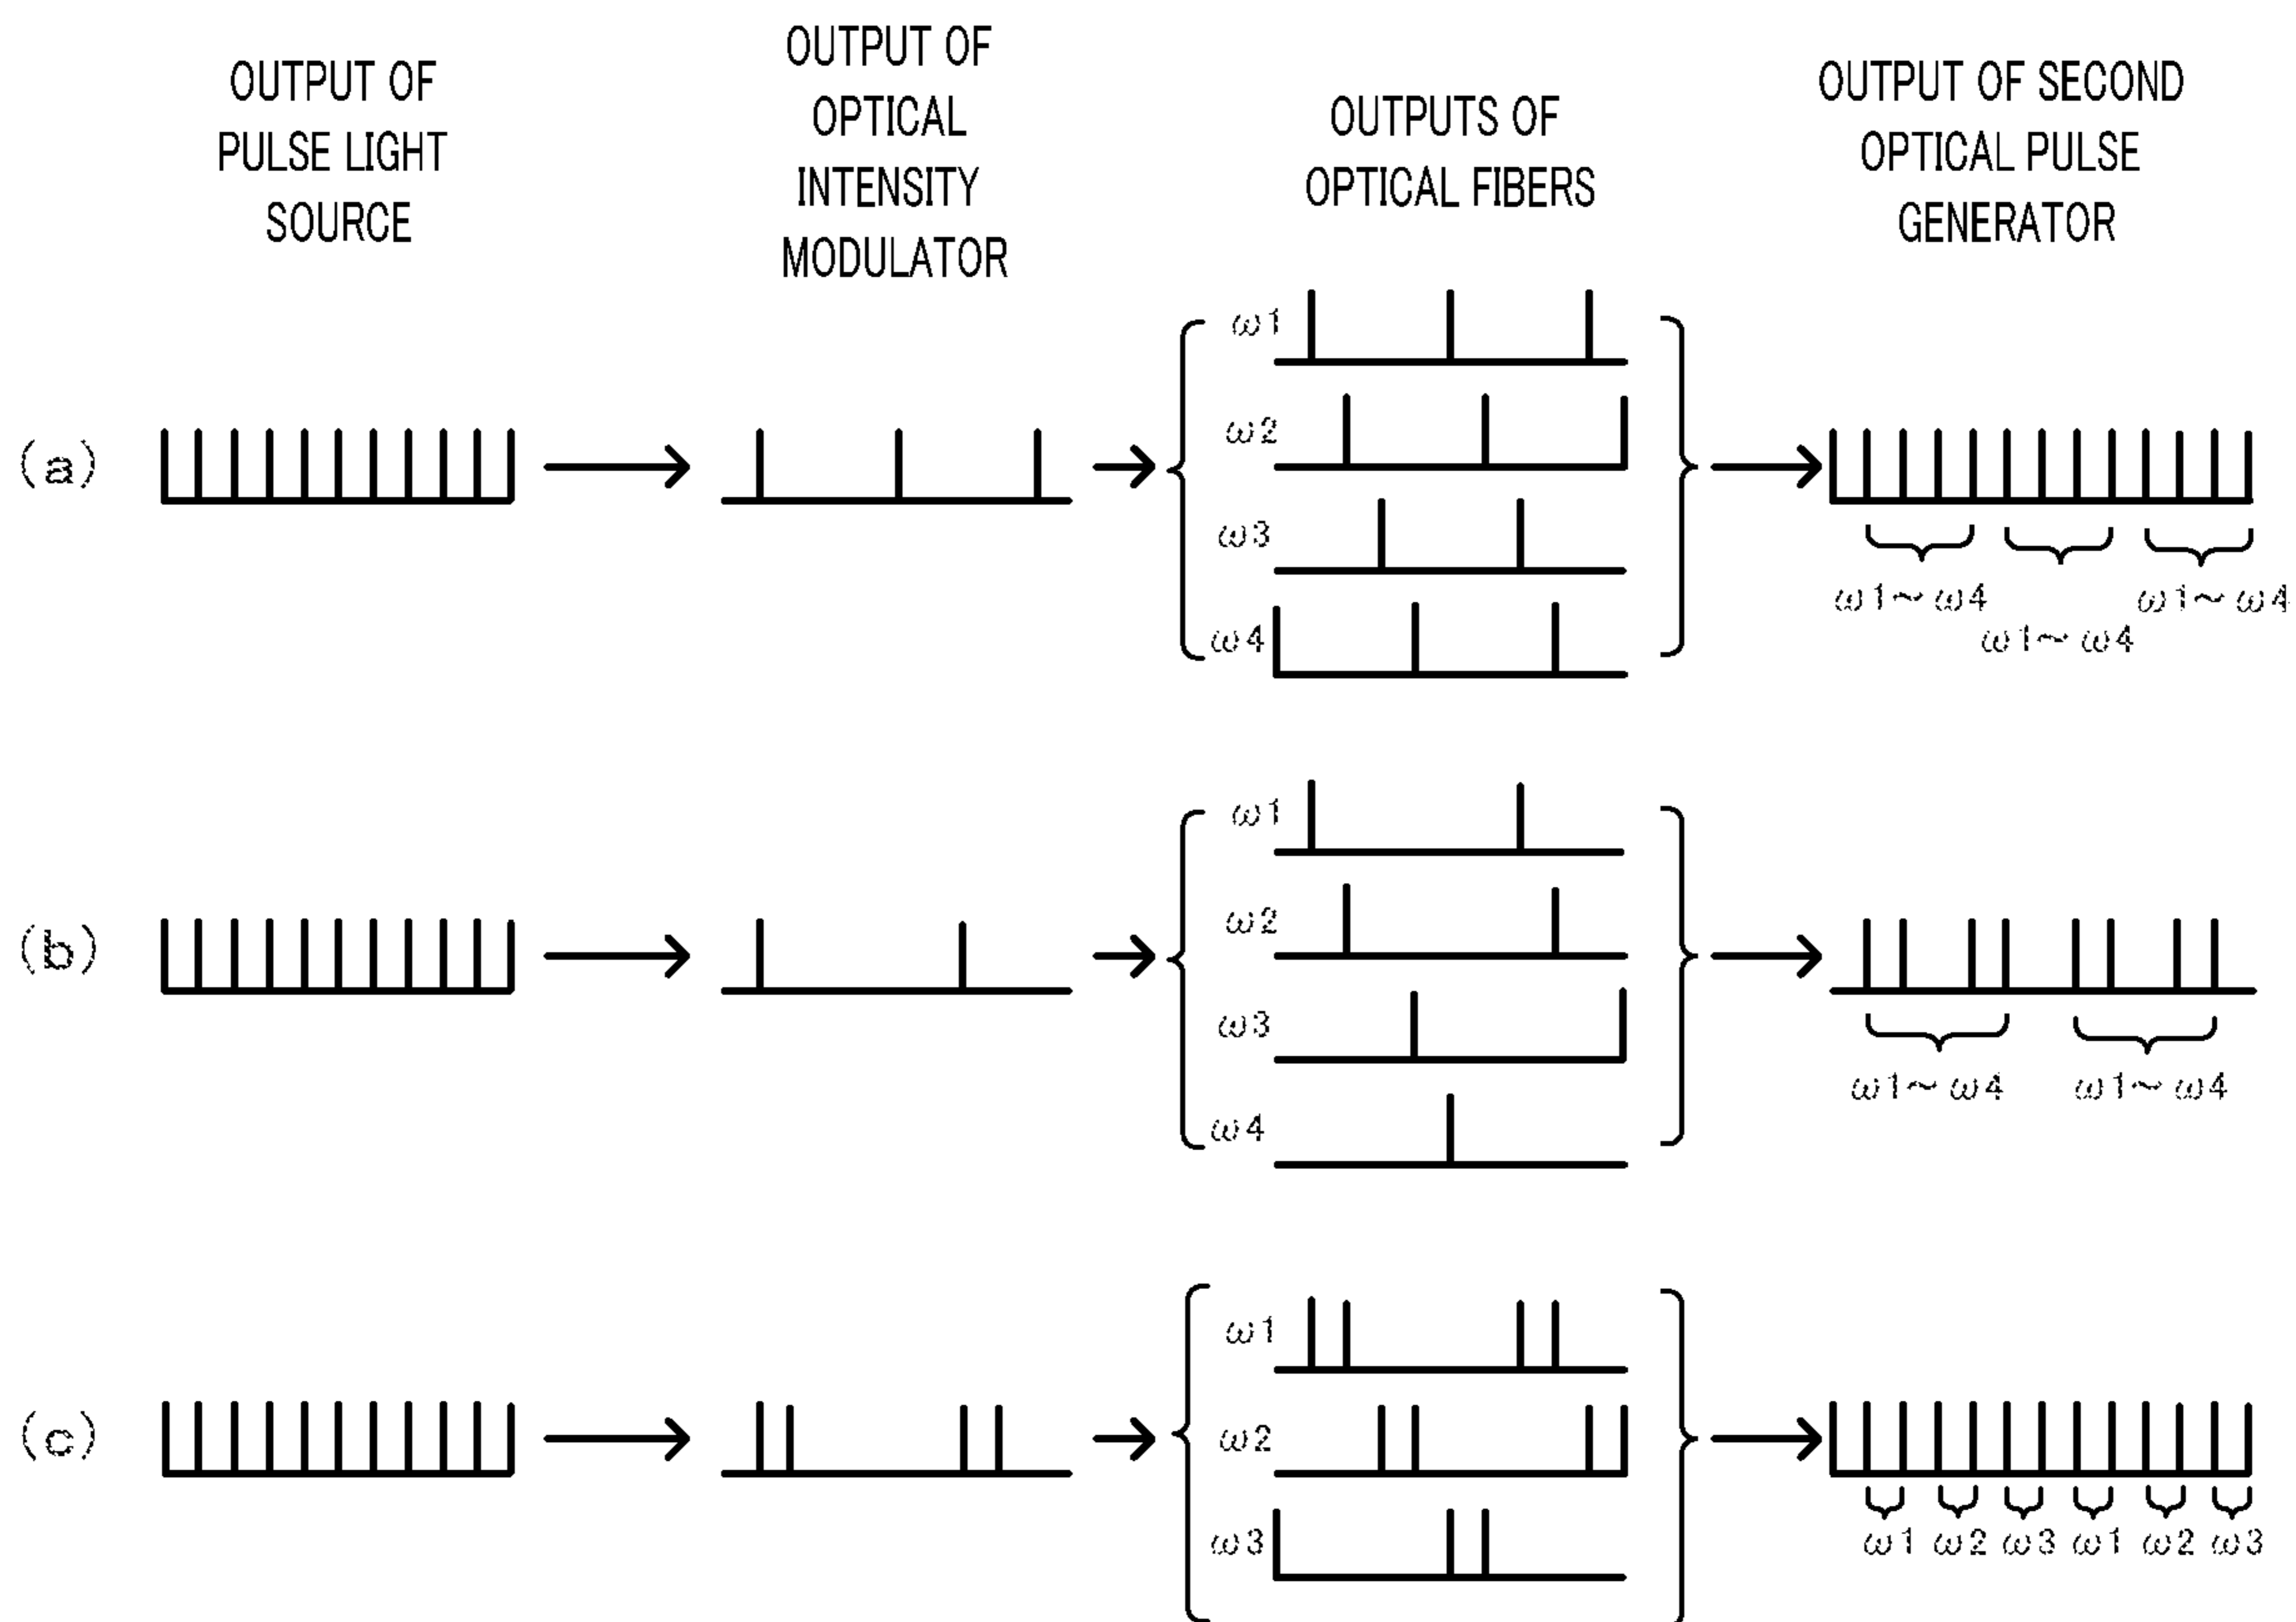 OUTPUT OF
PULSE LIGHT
SOURCE
OUTPUT OF
OPTICAL
INTENSITY
MODULATOR
OUTPUTS OF
OPTICAL FIBERS
OUTPUT OF SECOND
OPTICAL PULSE
GENERATOR
(a)
ω1
ω2
ω3
ω4
ω1～ω4
ω1～ω4
ω1～ω4
(b)
ω1
ω2
ω3
ω4
ω1～ω4
ω1～ω4
(c)
ω1
ω2
ω3
ω1 ω2 ω3 ω1 ω2 ω3